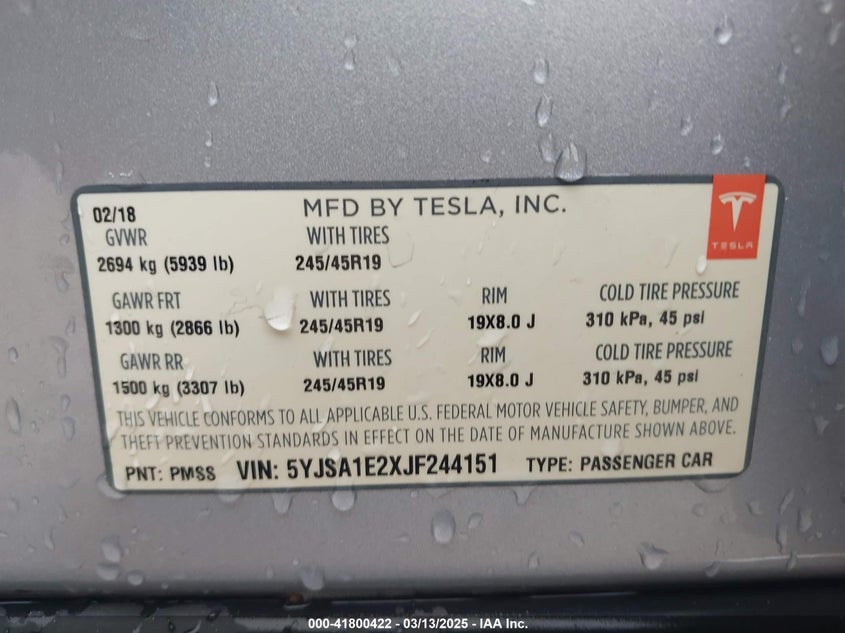 02/18 MFD BY TESLA, INC.
TESLA
GVWR WITH TIRES
2694 kg (5939 lb) 245/45R19
GAWR FRT WITH TIRES RIM COLD TIRE PRESSURE
1300 kg (2866 lb) 245/45R19 19X8.0 J 310 kPa, 45 psi
GAWR RR WITH TIRES RIM COLD TIRE PRESSURE
1500 kg (3307 lb) 245/45R19 19X8.0 J 310 kPa, 45 psi
THIS VEHICLE CONFORMS TO ALL APPLICABLE U.S. FEDERAL MOTOR VEHICLE SAFETY, BUMPER, AND
THEFT PREVENTION STANDARDS IN EFFECT ON THE DATE OF MANUFACTURE SHOWN ABOVE.
PNT: PMSS VIN: 5YJSA1E2XJF244151 TYPE: PASSENGER CAR
000-41800422 - 03/13/2025 - IAA Inc.